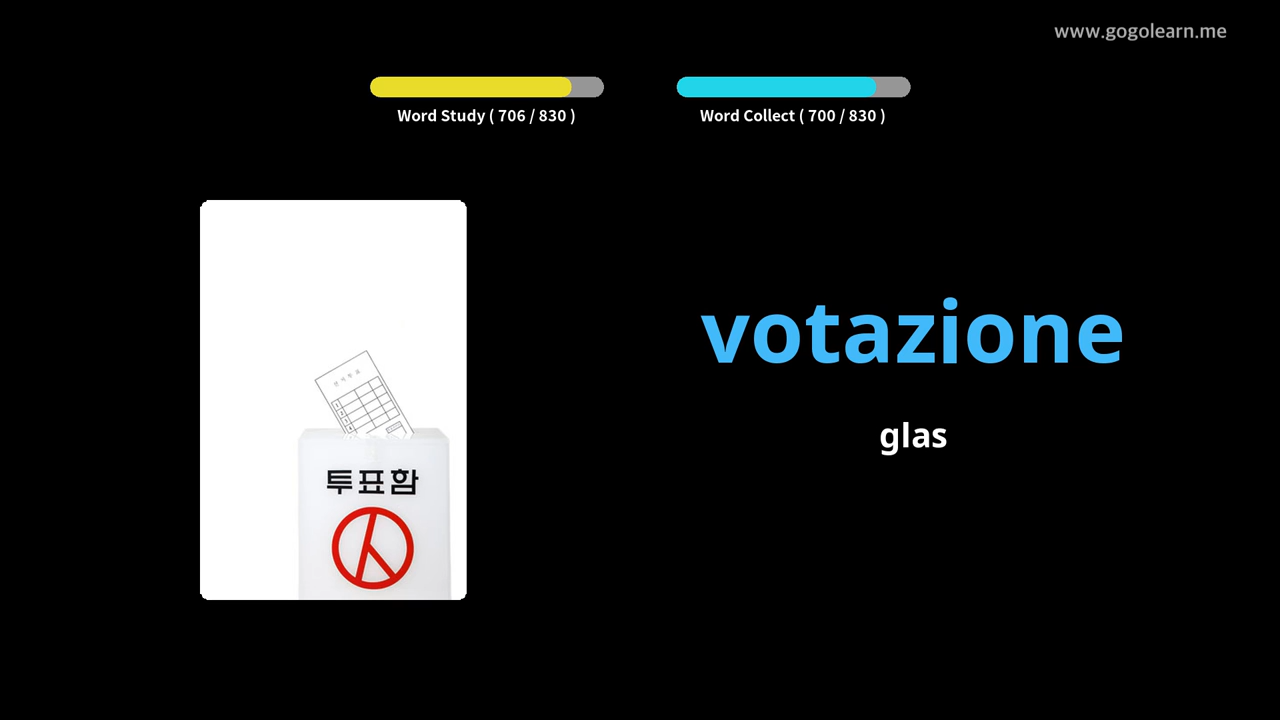 www.gogolearn.me
Word Study ( 706 / 830 )
Word Collect ( 700 / 830 )
votazione
glas
투표함